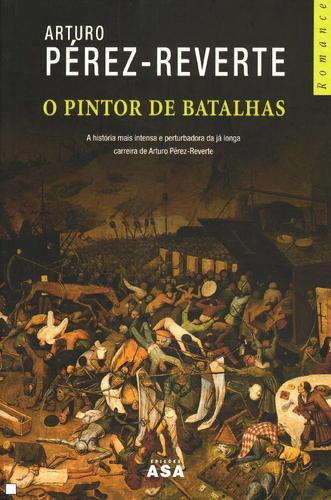 ARTURO
PÉREZ-REVERTE
O PINTOR DE BATALHAS
A história mais intensa e perturbadora da já longa
carreira de Arturo Pérez-Reverte
Romance
EDIÇÕES
ASA